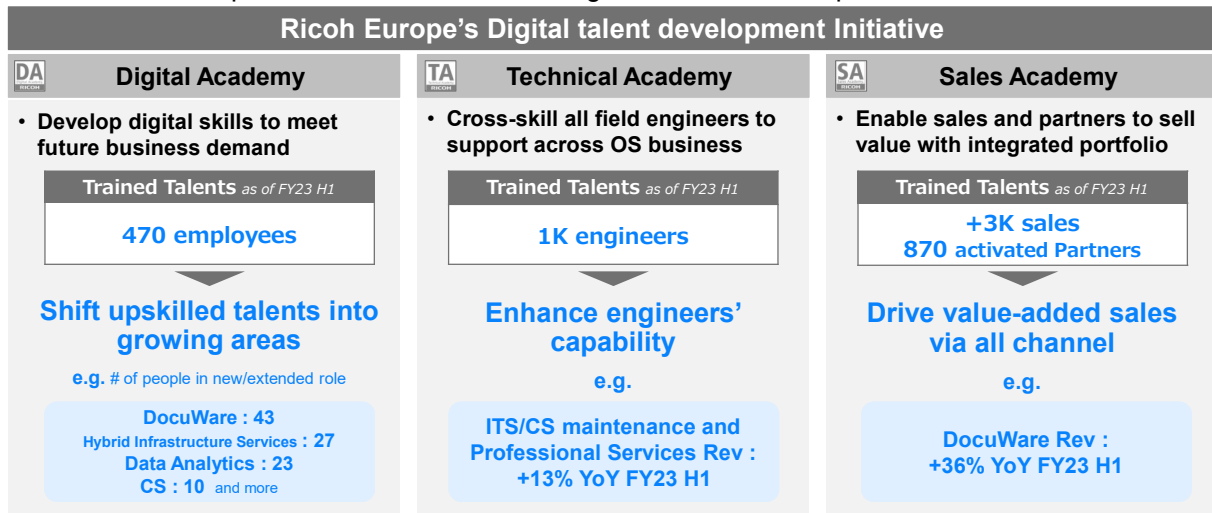 Ricoh Europe's Digital talent development Initiative
DA
RICOH
Digital Academy
• Develop digital skills to meet
future business demand
Trained Talents as of FY23 H1
470 employees
Shift upskilled talents into
growing areas
e.g. # of people in new/extended role
DocuWare : 43
Hybrid Infrastructure Services : 27
Data Analytics : 23
CS : 10 and more
TA
RICOH
Technical Academy
• Cross-skill all field engineers to
support across OS business
Trained Talents as of FY23 H1
1K engineers
Enhance engineers'
capability
e.g.
ITS/CS maintenance and
Professional Services Rev :
+13% YoY FY23 H1
SA
RICOH
Sales Academy
• Enable sales and partners to sell
value with integrated portfolio
Trained Talents as of FY23 H1
+3K sales
870 activated Partners
Drive value-added sales
via all channel
e.g.
DocuWare Rev :
+36% YoY FY23 H1